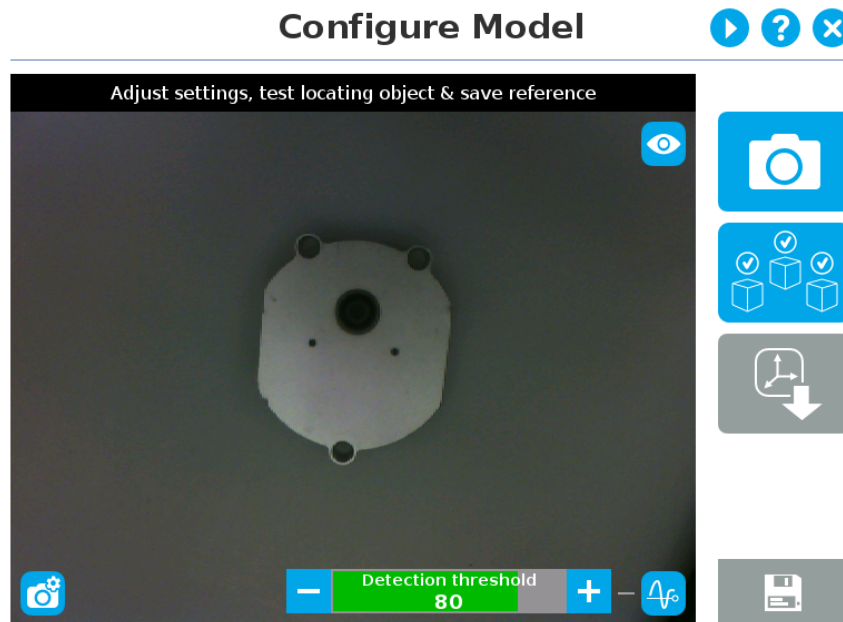 Configure Model
Adjust settings, test locating object & save reference
Detection threshold
80